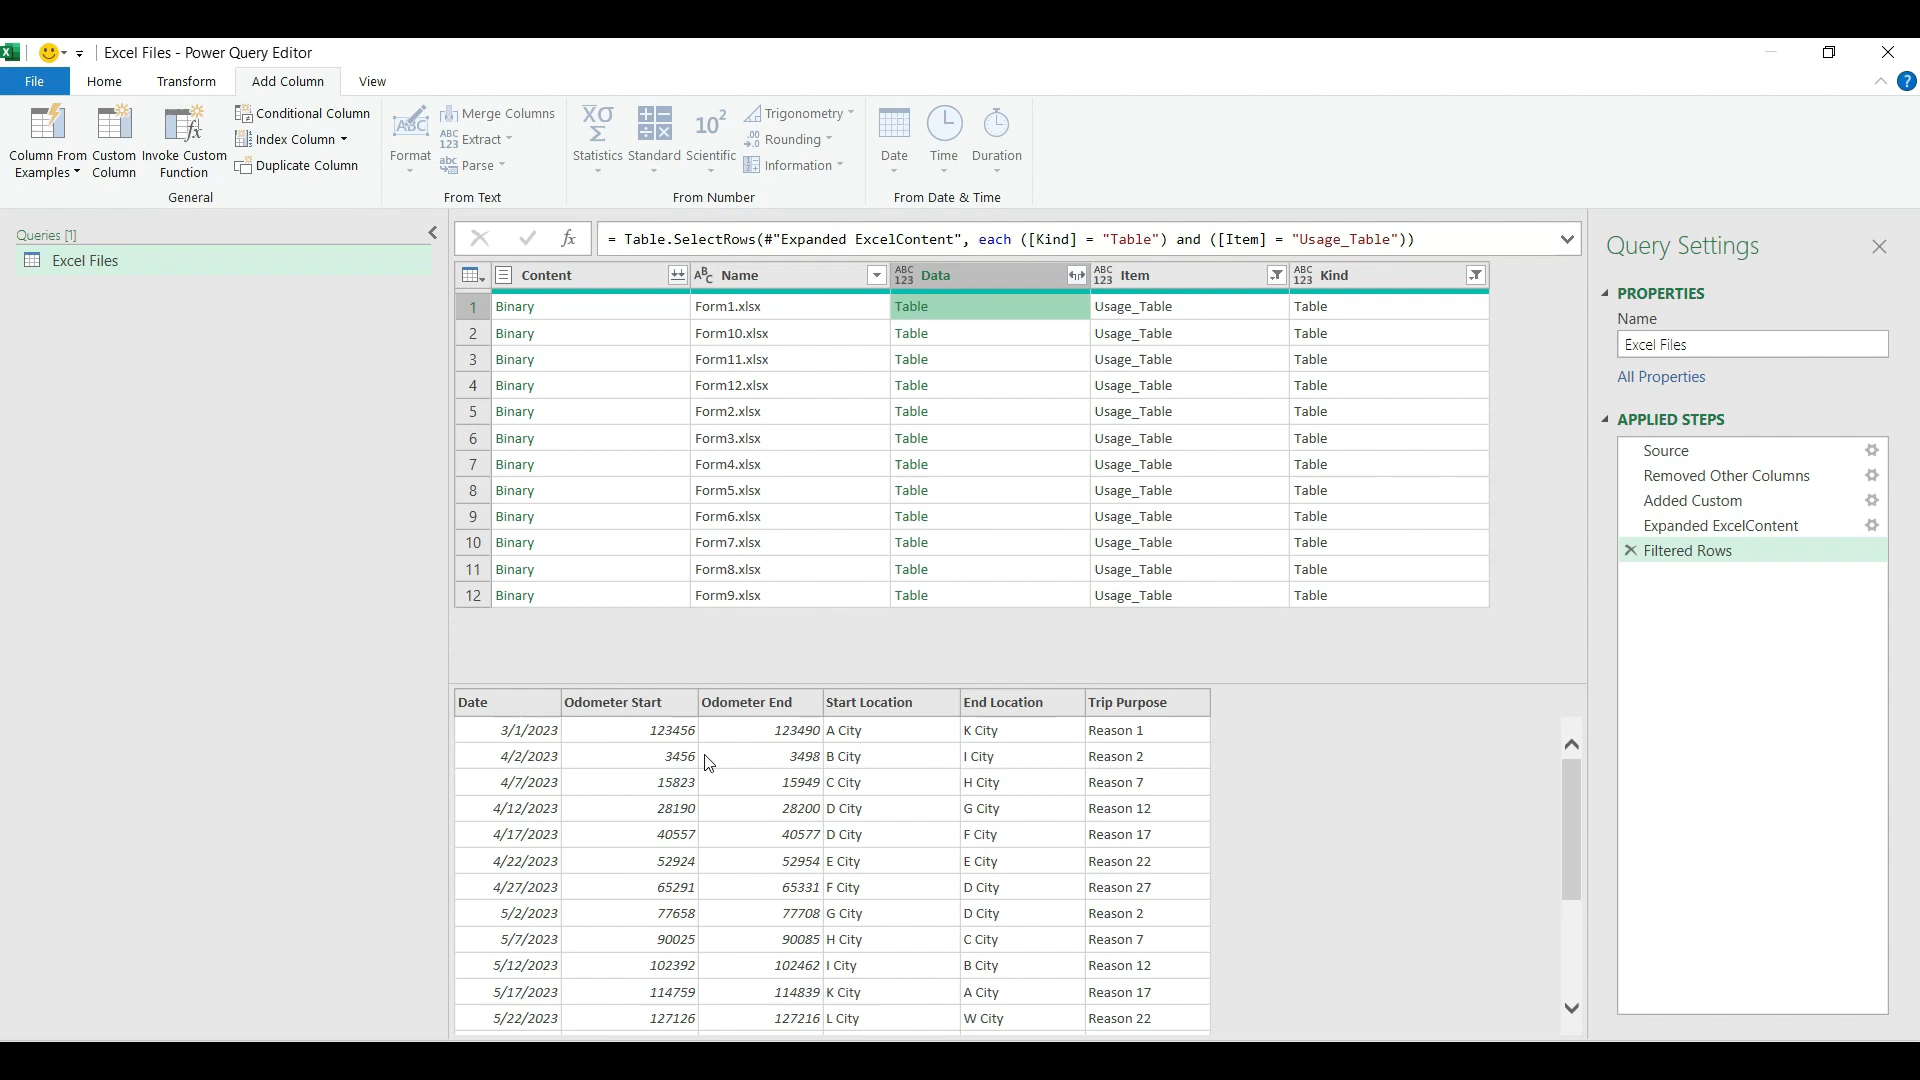 Excel Files - Power Query Editor
File Home Transform Add Column View
?
Column From Examples
Custom Column
Invoke Custom Function
Conditional Column
Index Column
Duplicate Column
General
ABC
Format
Merge Columns
ABC 123 Extract
abc Parse
From Text
XΣ Statistics
Standard
10² Scientific
Trigonometry
.00 Rounding
Information
From Number
Date
Time
Duration
From Date & Time
Queries [1]
Excel Files
fx = Table.SelectRows(#"Expanded ExcelContent", each ([Kind] = "Table") and ([Item] = "Usage_Table"))
Content ABC Name ABC 123 Data ABC 123 Item ABC 123 Kind
1 Binary Form1.xlsx Table Usage_Table Table
2 Binary Form10.xlsx Table Usage_Table Table
3 Binary Form11.xlsx Table Usage_Table Table
4 Binary Form12.xlsx Table Usage_Table Table
5 Binary Form2.xlsx Table Usage_Table Table
6 Binary Form3.xlsx Table Usage_Table Table
7 Binary Form4.xlsx Table Usage_Table Table
8 Binary Form5.xlsx Table Usage_Table Table
9 Binary Form6.xlsx Table Usage_Table Table
10 Binary Form7.xlsx Table Usage_Table Table
11 Binary Form8.xlsx Table Usage_Table Table
12 Binary Form9.xlsx Table Usage_Table Table
Date Odometer Start Odometer End Start Location End Location Trip Purpose
3/1/2023 123456 123490 A City K City Reason 1
4/2/2023 3456 3498 B City I City Reason 2
4/7/2023 15823 15949 C City H City Reason 7
4/12/2023 28190 28200 D City G City Reason 12
4/17/2023 40557 40577 D City F City Reason 17
4/22/2023 52924 52954 E City E City Reason 22
4/27/2023 65291 65331 F City D City Reason 27
5/2/2023 77658 77708 G City D City Reason 2
5/7/2023 90025 90085 H City C City Reason 7
5/12/2023 102392 102462 I City B City Reason 12
5/17/2023 114759 114839 K City A City Reason 17
5/22/2023 127126 127216 L City W City Reason 22
Query Settings
PROPERTIES
Name
Excel Files
All Properties
APPLIED STEPS
Source
Removed Other Columns
Added Custom
Expanded ExcelContent
Filtered Rows